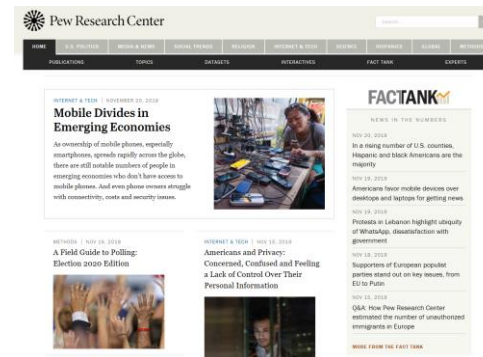 Pew Research Center
Search...
HOME U.S. POLITICS MEDIA & NEWS SOCIAL TRENDS RELIGION INTERNET & TECH SCIENCE HISPANICS GLOBAL METHODS
PUBLICATIONS TOPICS DATASETS INTERACTIVES FACT TANK EXPERTS
INTERNET & TECH | NOVEMBER 20, 2019
Mobile Divides in
Emerging Economies
As ownership of mobile phones, especially
smartphones, spreads rapidly across the globe,
there are still notable numbers of people in
emerging economies who don't have access to
mobile phones. And even phone owners struggle
with connectivity, costs and security issues.
METHODS | NOV 19, 2019
A Field Guide to Polling:
Election 2020 Edition
INTERNET & TECH | NOV 15, 2019
Americans and Privacy:
Concerned, Confused and Feeling
a Lack of Control Over Their
Personal Information
FACTANK
NEWS IN THE NUMBERS
NOV 20, 2019
In a rising number of U.S. counties,
Hispanic and black Americans are the
majority
NOV 19, 2019
Americans favor mobile devices over
desktops and laptops for getting news
NOV 19, 2019
Protests in Lebanon highlight ubiquity
of WhatsApp, dissatisfaction with
government
NOV 18, 2019
Supporters of European populist
parties stand out on key issues, from
EU to Putin
NOV 15, 2019
Q&A: How Pew Research Center
estimated the number of unauthorized
immigrants in Europe
MORE FROM THE FACT TANK